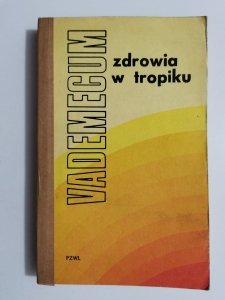 VADEMECUM
zdrowia
w tropiku
PZWL